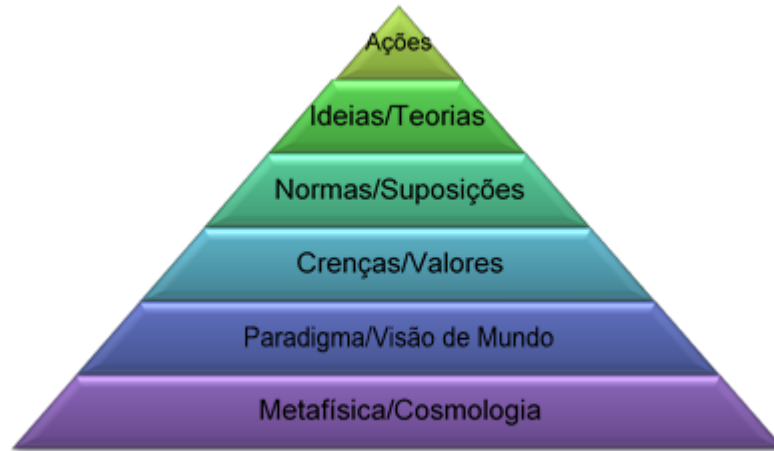 Ações
Ideias/Teorias
Normas/Suposições
Crenças/Valores
Paradigma/Visão de Mundo
Metafísica/Cosmologia